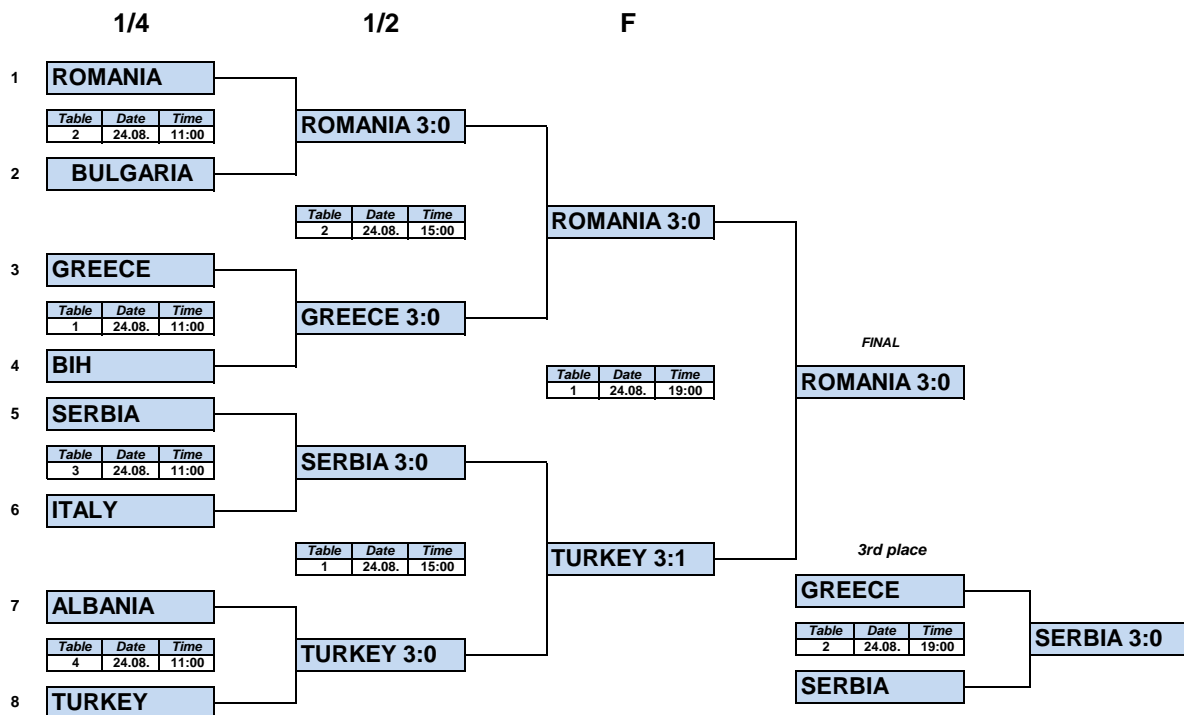 1/4 1/2 F
1 ROMANIA
Table Date Time
2 24.08. 11:00
ROMANIA 3:0
2 BULGARIA
Table Date Time
2 24.08. 15:00
ROMANIA 3:0
3 GREECE
Table Date Time
1 24.08. 11:00
GREECE 3:0
4 BIH
FINAL
Table Date Time
1 24.08. 19:00
ROMANIA 3:0
5 SERBIA
Table Date Time
3 24.08. 11:00
SERBIA 3:0
6 ITALY
Table Date Time
1 24.08. 15:00
TURKEY 3:1
3rd place
GREECE
7 ALBANIA
Table Date Time
4 24.08. 11:00
TURKEY 3:0
Table Date Time
2 24.08. 19:00
SERBIA 3:0
8 TURKEY
SERBIA